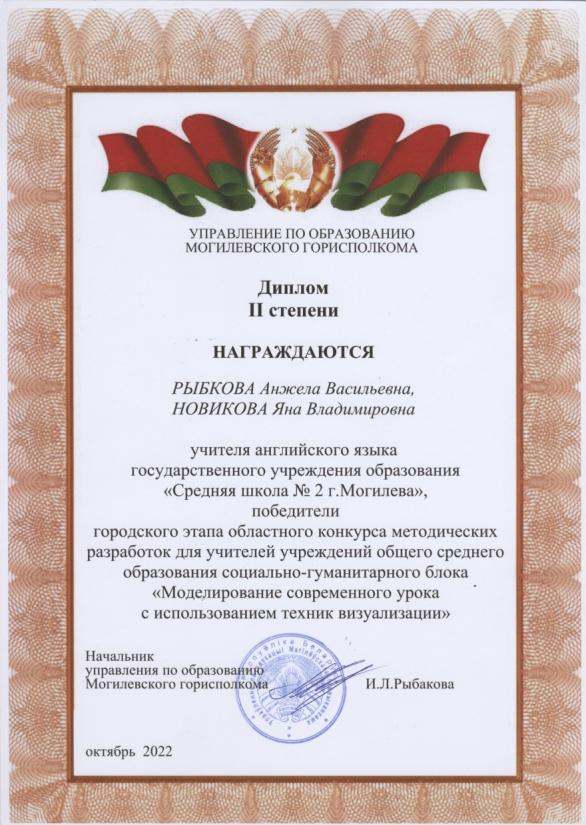 УПРАВЛЕНИЕ ПО ОБРАЗОВАНИЮ
МОГИЛЕВСКОГО ГОРИСПОЛКОМА
Диплом
II степени
НАГРАЖДАЮТСЯ
РЫБКОВА Анжела Васильевна,
НОВИКОВА Яна Владимировна
учителя английского языка
государственного учреждения образования
«Средняя школа № 2 г.Могилева»,
победители
городского этапа областного конкурса методических
разработок для учителей учреждений общего среднего
образования социально-гуманитарного блока
«Моделирование современного урока
с использованием техник визуализации»
Начальник
управления по образованию
Могилевского горисполкома И.Л.Рыбакова
Рэспубліка Беларусь
октябрь 2022